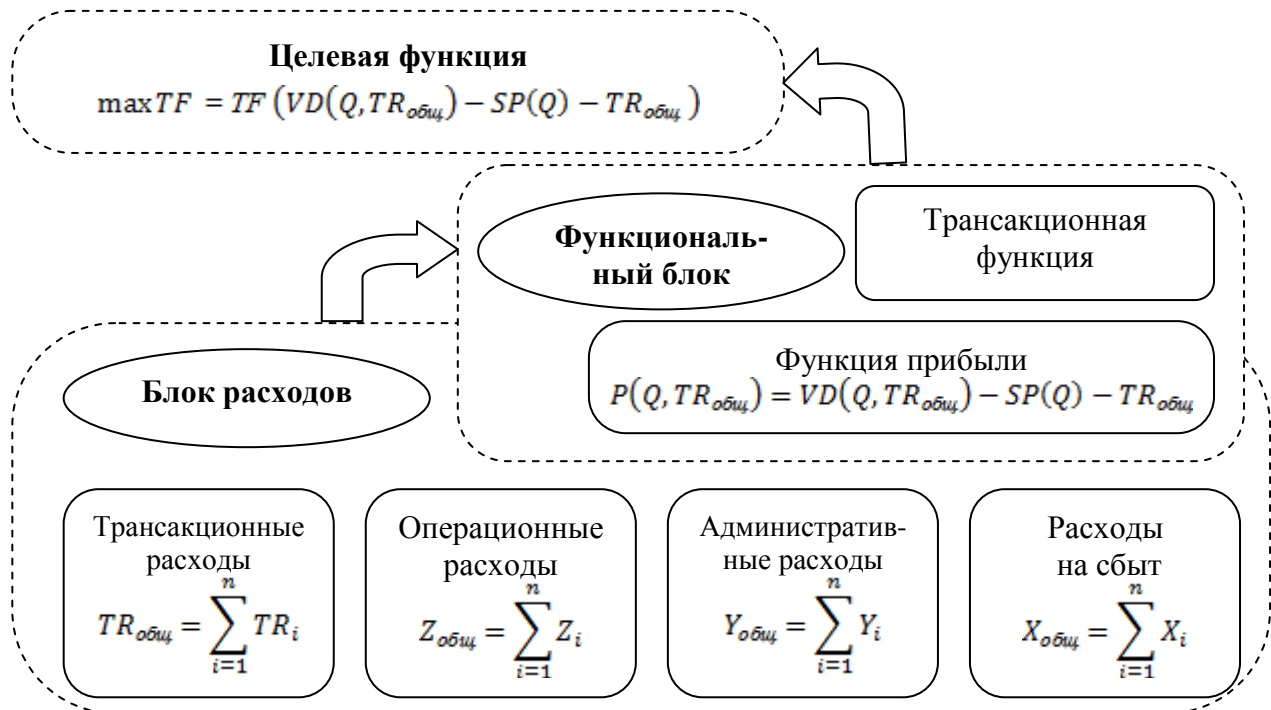 Целевая функция
max TF = TF (VD(Q, TR_общ) − SP(Q) − TR_общ )
Функциональ-
ный блок
Трансакционная
функция
Функция прибыли
P(Q, TR_общ) = VD(Q, TR_общ) − SP(Q) − TR_общ
Блок расходов
Трансакционные
расходы
TR_общ = ∑_{i=1}^{n} TR_i
Операционные
расходы
Z_общ = ∑_{i=1}^{n} Z_i
Административ-
ные расходы
Y_общ = ∑_{i=1}^{n} Y_i
Расходы
на сбыт
X_общ = ∑_{i=1}^{n} X_i